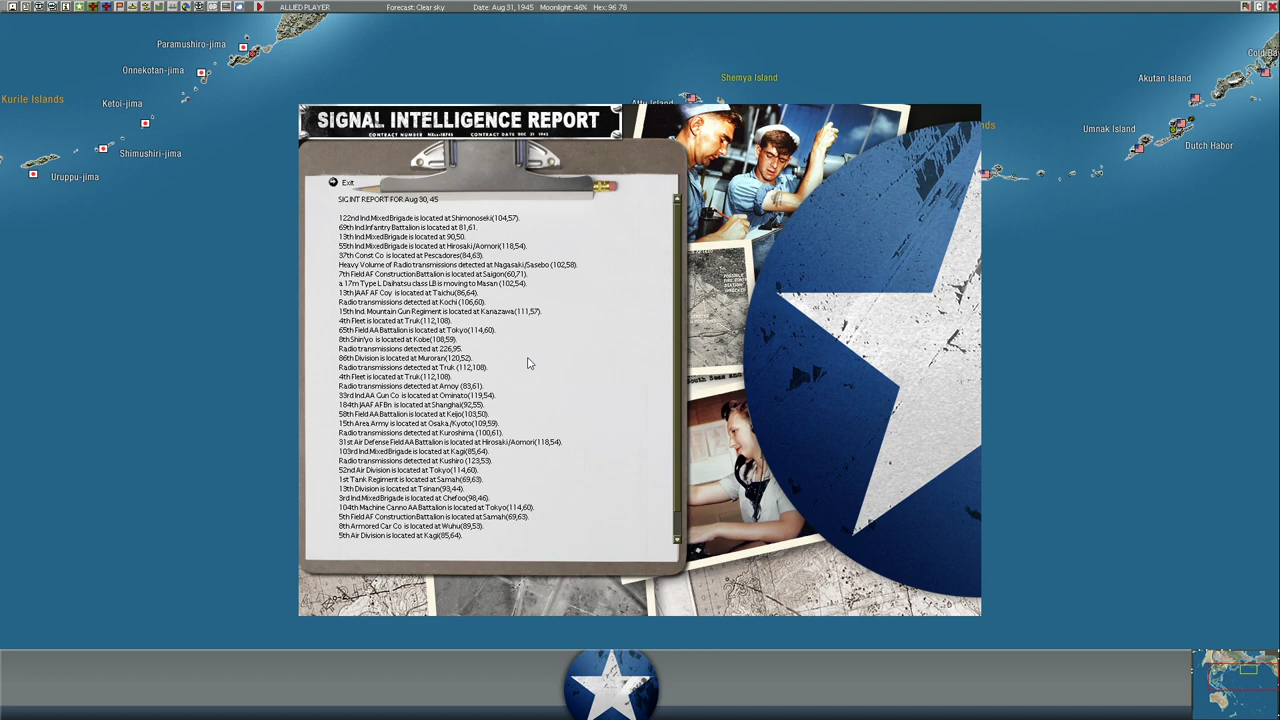 ALLIED PLAYER
Forecast: Clear sky
Date: Aug 31, 1945
Moonlight: 46%
Hex: 96 78
Paramushiro-jima
Onnekotan-jima
Kurile Islands
Ketoi-jima
Shimushiri-jima
Uruppu-jima
Shemya Island
Akutan Island
Umnak Island
Dutch Harbor
SIGNAL INTELLIGENCE REPORT
Exit
SIG INT REPORT FOR Aug 30, 45
122nd Ind.Mixed Brigade is located at Shimonoseki(104,57).
69th Ind.Infantry Battalion is located at 81,61.
13th Ind.Mixed Brigade is located at 90,50.
55th Ind.Mixed Brigade is located at Hirosaki/Aomori(118,54).
37th Const Co is located at Pescadores(84,63).
Heavy Volume of Radio transmissions detected at Nagasaki/Sasebo (102,58).
7th Field AF Construction Battalion is located at Saigon(60,71).
a 17m Type L Daihatsu class LB is moving to Masan (102,54).
13th JAAF AF Coy is located at Taichu(86,64).
Radio transmissions detected at Kochi (106,60).
15th Ind. Mountain Gun Regiment is located at Kanazawa(111,57).
4th Fleet is located at Truk(112,108).
65th Field AA Battalion is located at Tokyo(114,60).
8th Shin'yo is located at Kobe(108,59).
Radio transmissions detected at 226,95.
86th Division is located at Muroran(120,52).
Radio transmissions detected at Truk (112,108).
4th Fleet is located at Truk(112,108).
Radio transmissions detected at Amoy (83,61).
33rd Ind.AA Gun Co is located at Ominato(119,54).
184th JAAF AF Bn is located at Shanghai(92,55).
58th Field AA Battalion is located at Keijo(103,50).
15th Area Army is located at Osaka/Kyoto(109,59).
Radio transmissions detected at Kuroshima (100,61).
31st Air Defense Field AA Battalion is located at Hirosaki/Aomori(118,54).
103rd Ind.Mixed Brigade is located at Kagi(85,64).
Radio transmissions detected at Kushiro (123,53).
52nd Air Division is located at Tokyo(114,60).
1st Tank Regiment is located at Samah(69,63).
13th Division is located at Tsinan(93,44).
3rd Ind.Mixed Brigade is located at Chefoo(98,46).
104th Machine Canno AA Battalion is located at Tokyo(114,60).
5th Field AF Construction Battalion is located at Samah(69,63).
8th Armored Car Co is located at Wuhu(89,53).
5th Air Division is located at Kagi(85,64).